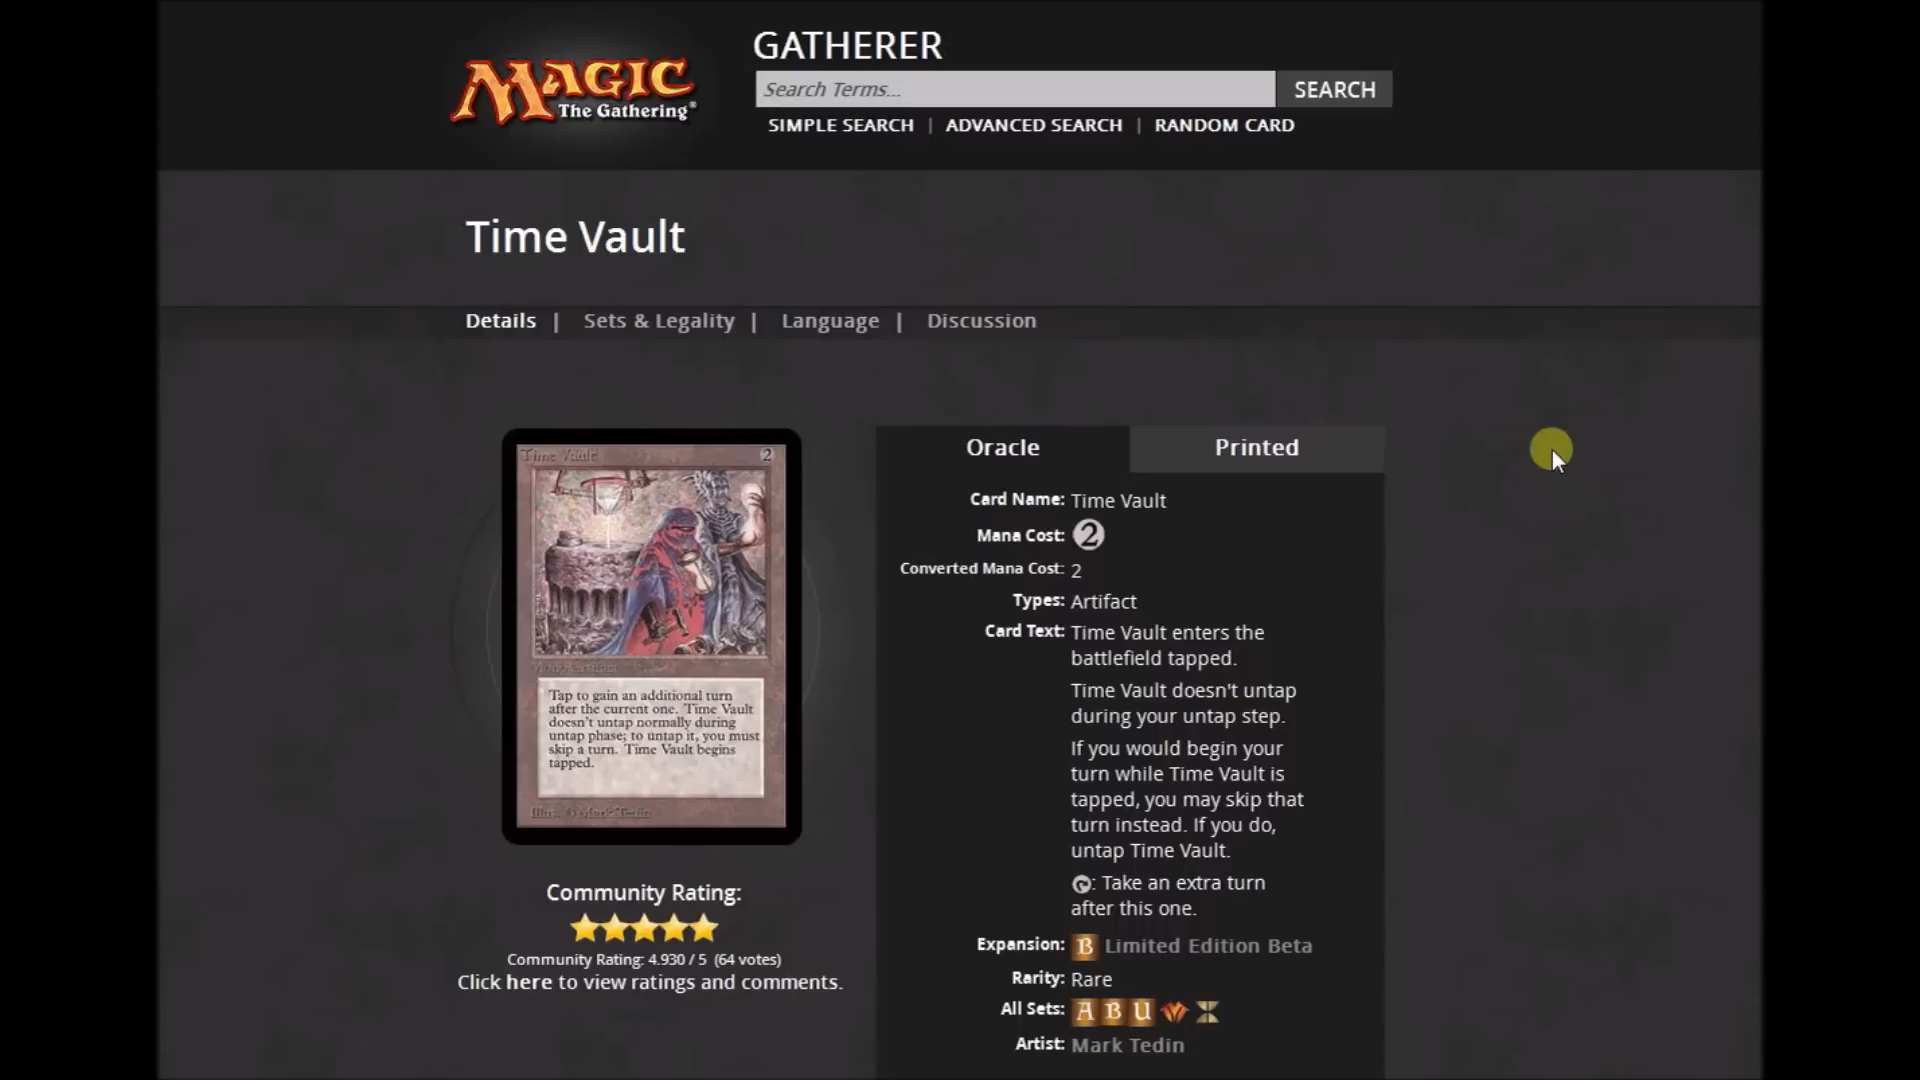 MAGIC
The Gathering®
GATHERER
Search Terms...
SEARCH
SIMPLE SEARCH | ADVANCED SEARCH | RANDOM CARD
Time Vault
Details | Sets & Legality | Language | Discussion
Time Vault 2
Tap to gain an additional turn
after the current one. Time Vault
doesn't untap normally during
untap phase; to untap it, you must
skip a turn. Time Vault begins
tapped.
Illus. © Mark Tedin
Community Rating:
Community Rating: 4.930 / 5 (64 votes)
Click here to view ratings and comments.
Oracle Printed
Card Name: Time Vault
Mana Cost: 2
Converted Mana Cost: 2
Types: Artifact
Card Text: Time Vault enters the
battlefield tapped.
Time Vault doesn't untap
during your untap step.
If you would begin your
turn while Time Vault is
tapped, you may skip that
turn instead. If you do,
untap Time Vault.
: Take an extra turn
after this one.
Expansion: B Limited Edition Beta
Rarity: Rare
All Sets: A B U
Artist: Mark Tedin